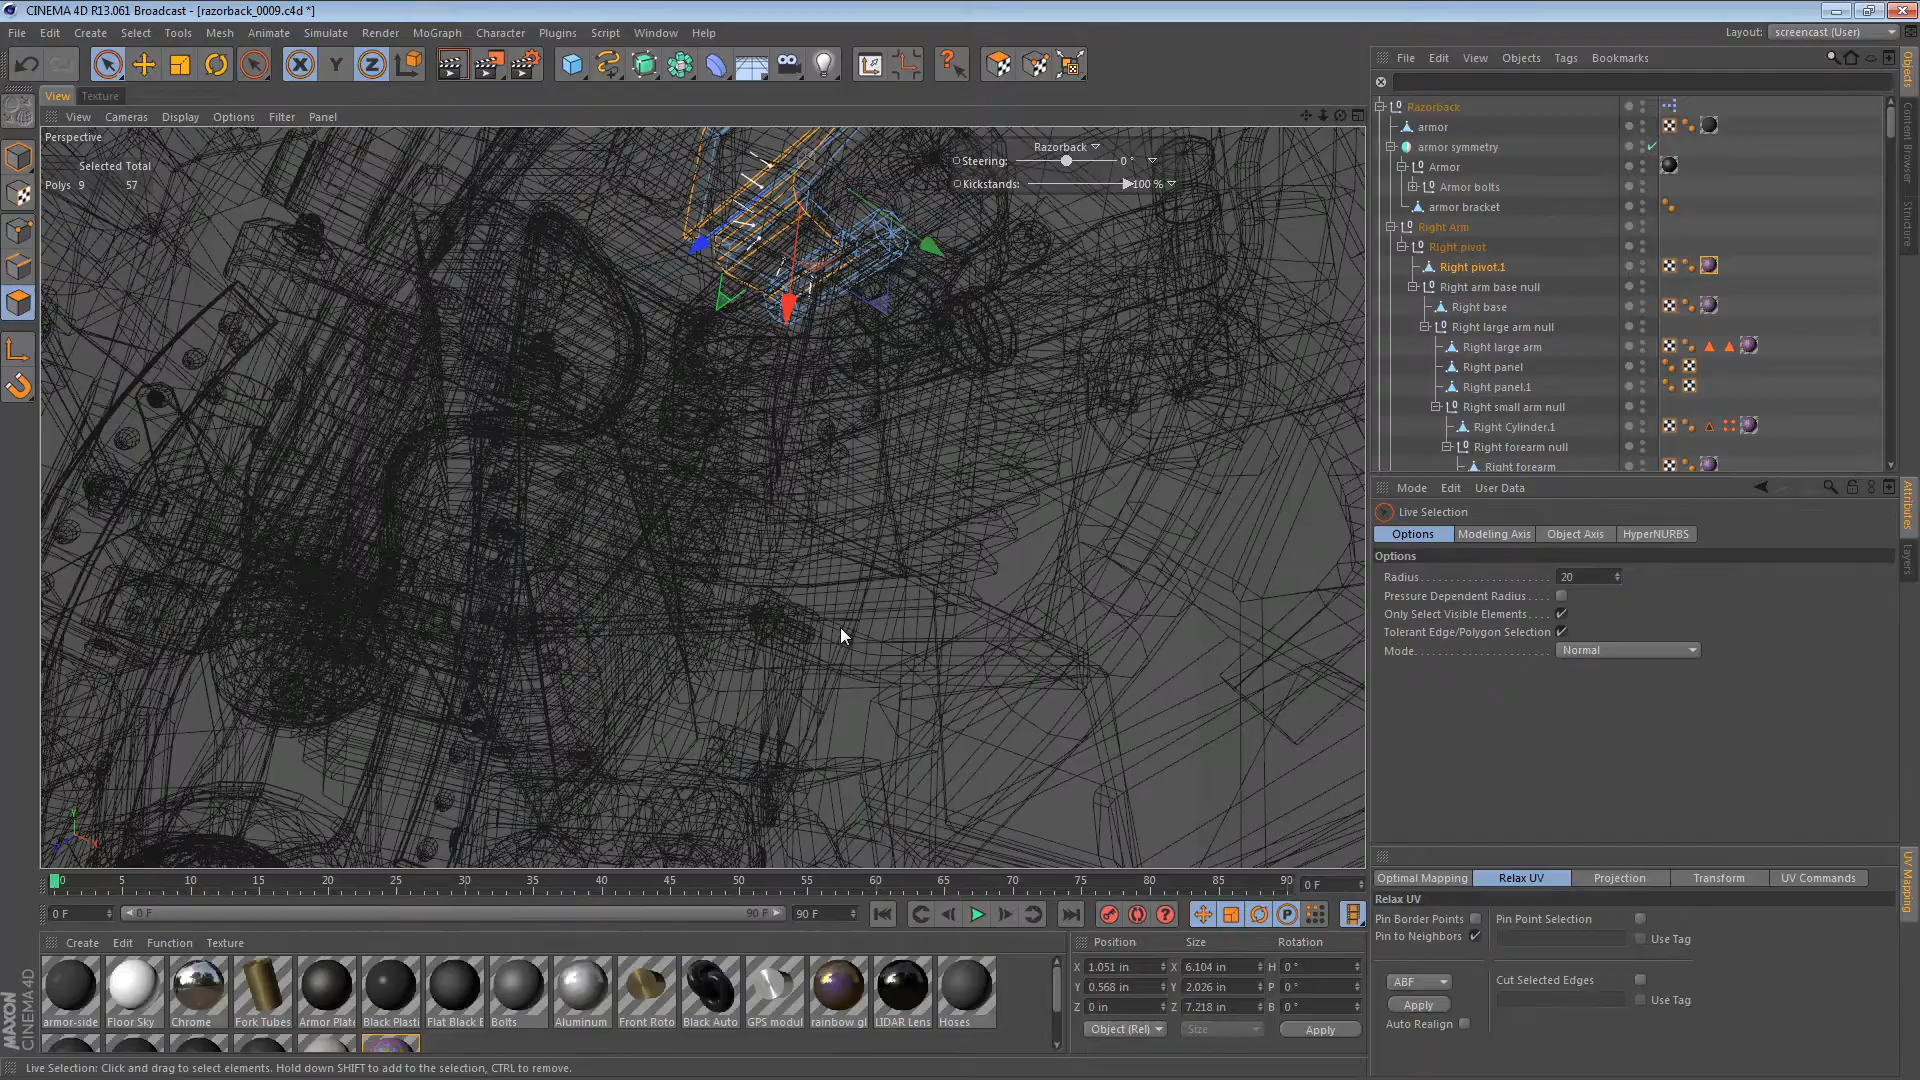 CINEMA 4D R13.061 Broadcast - [razorback_0009.c4d *]
File Edit Create Select Tools Mesh Animate Simulate Render MoGraph Character Plugins Script Window Help
Layout: screencast (User)
View Texture
View Cameras Display Options Filter Panel
Perspective
Selected Total
Polys 9 57
Razorback
Steering: 0 °
Kickstands: 100 %
File Edit View Objects Tags Bookmarks
Razorback
armor
armor symmetry
Armor
Armor bolts
armor bracket
Right Arm
Right pivot
Right pivot.1
Right arm base null
Right base
Right large arm null
Right large arm
Right panel
Right panel.1
Right small arm null
Right Cylinder.1
Right forearm null
Right forearm
Objects
Content Browser
Structure
Mode Edit User Data
Live Selection
Options Modeling Axis Object Axis HyperNURBS
Options
Radius 20
Pressure Dependent Radius
Only Select Visible Elements
Tolerant Edge/Polygon Selection
Mode Normal
Attributes
Layers
Optimal Mapping Relax UV Projection Transform UV Commands
Relax UV
Pin Border Points Pin Point Selection
Pin to Neighbors Use Tag
ABF Cut Selected Edges
Apply Use Tag
Auto Realign
UV Mapping
0 5 10 15 20 25 30 35 40 45 50 55 60 65 70 75 80 85 90 0 F
0 F 0 F 90 F 90 F
Create Edit Function Texture
armor-side Floor Sky Chrome Fork Tubes Armor Plat Black Plasti Flat Black E Bolts Aluminum Front Roto Black Auto GPS modul rainbow gl LIDAR Lens Hoses
Position Size Rotation
X 1.051 in X 6.104 in H 0 °
Y 0.568 in Y 2.026 in P 0 °
Z 0 in Z 7.218 in B 0 °
Object (Rel) Size Apply
MAXON CINEMA 4D
Live Selection: Click and drag to select elements. Hold down SHIFT to add to the selection, CTRL to remove.